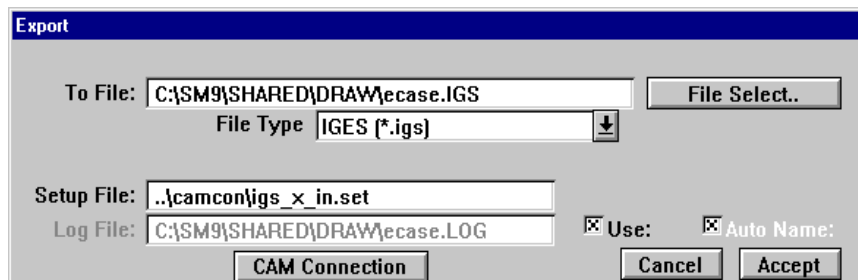 Export
To File: C:\SM9\SHARED\DRAW\ecase.IGS File Select..
File Type IGES (*.igs)
Setup File: ..\camcon\igs_x_in.set
Log File: C:\SM9\SHARED\DRAW\ecase.LOG Use: Auto Name:
CAM Connection Cancel Accept